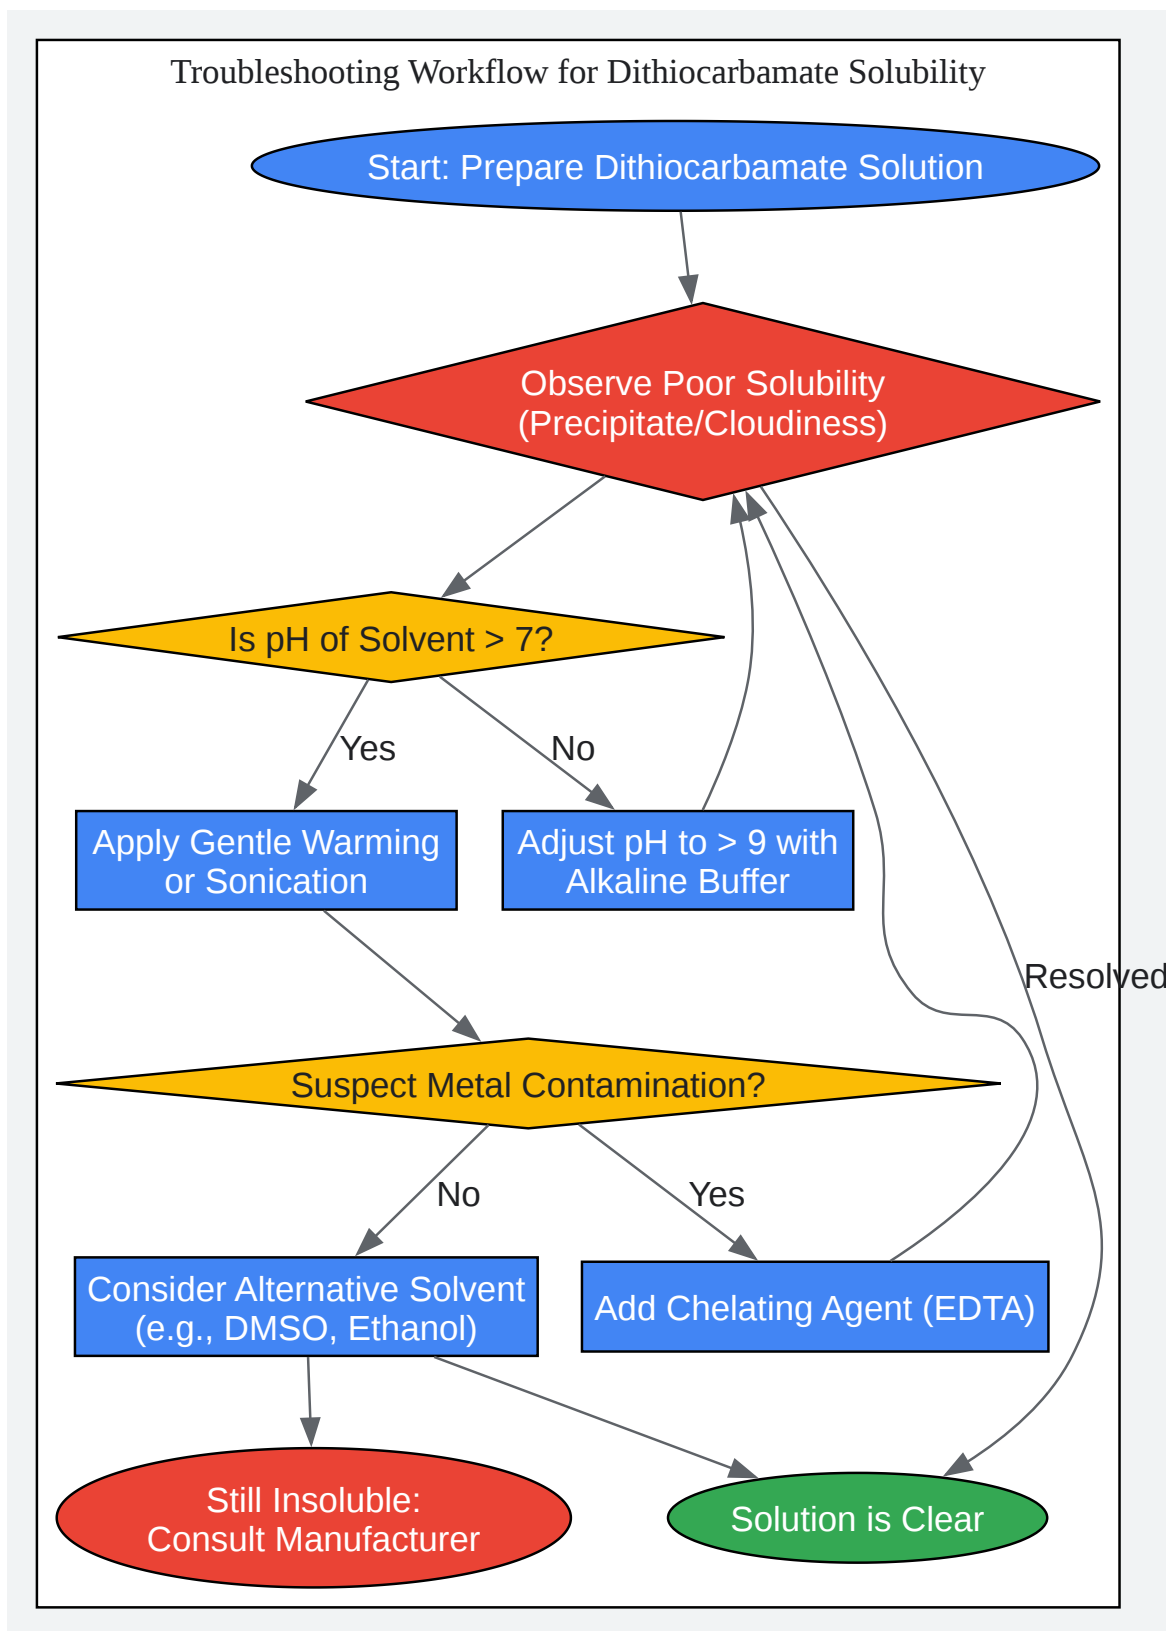 Troubleshooting Workflow for Dithiocarbamate Solubility
Start: Prepare Dithiocarbamate Solution
Observe Poor Solubility
(Precipitate/Cloudiness)
Is pH of Solvent > 7?
Yes
No
Apply Gentle Warming
or Sonication
Adjust pH to > 9 with
Alkaline Buffer
Resolved
Suspect Metal Contamination?
No
Yes
Consider Alternative Solvent
(e.g., DMSO, Ethanol)
Add Chelating Agent (EDTA)
Still Insoluble:
Consult Manufacturer
Solution is Clear